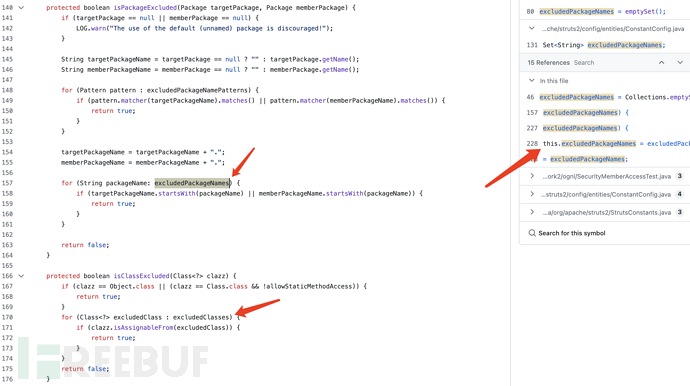 140 protected boolean isPackageExcluded(Package targetPackage, Package memberPackage) {
141 if (targetPackage == null || memberPackage == null) {
142 LOG.warn("The use of the default (unnamed) package is discouraged!");
143 }
144
145 String targetPackageName = targetPackage == null ? "" : targetPackage.getName();
146 String memberPackageName = memberPackage == null ? "" : memberPackage.getName();
147
148 for (Pattern pattern : excludedPackageNamePatterns) {
149 if (pattern.matcher(targetPackageName).matches() || pattern.matcher(memberPackageName).matches()) {
150 return true;
151 }
152 }
153
154 targetPackageName = targetPackageName + ".";
155 memberPackageName = memberPackageName + ".";
156
157 for (String packageName: excludedPackageNames) {
158 if (targetPackageName.startsWith(packageName) || memberPackageName.startsWith(packageName)) {
159 return true;
160 }
161 }
162
163 return false;
164 }
165
166 protected boolean isClassExcluded(Class<?> clazz) {
167 if (clazz == Object.class || (clazz == Class.class && !allowStaticMethodAccess)) {
168 return true;
169 }
170 for (Class<?> excludedClass : excludedClasses) {
171 if (clazz.isAssignableFrom(excludedClass)) {
172 return true;
173 }
174 }
175 return false;
176 }
FREEBUF
80 excludedPackageNames = emptySet();
...che/struts2/config/entities/ConstantConfig.java
131 Set<String> excludedPackageNames;
15 References Search
In this file
46 excludedPackageNames = Collections.emptyS
157 excludedPackageNames) {
227 excludedPackageNames) {
228 this.excludedPackageNames = excludedPacka
= excludedPackageNames;
...ork2/ognl/SecurityMemberAccessTest.java 3
...struts2/config/entities/ConstantConfig.java 4
...a/org/apache/struts2/StrutsConstants.java 3
Search for this symbol